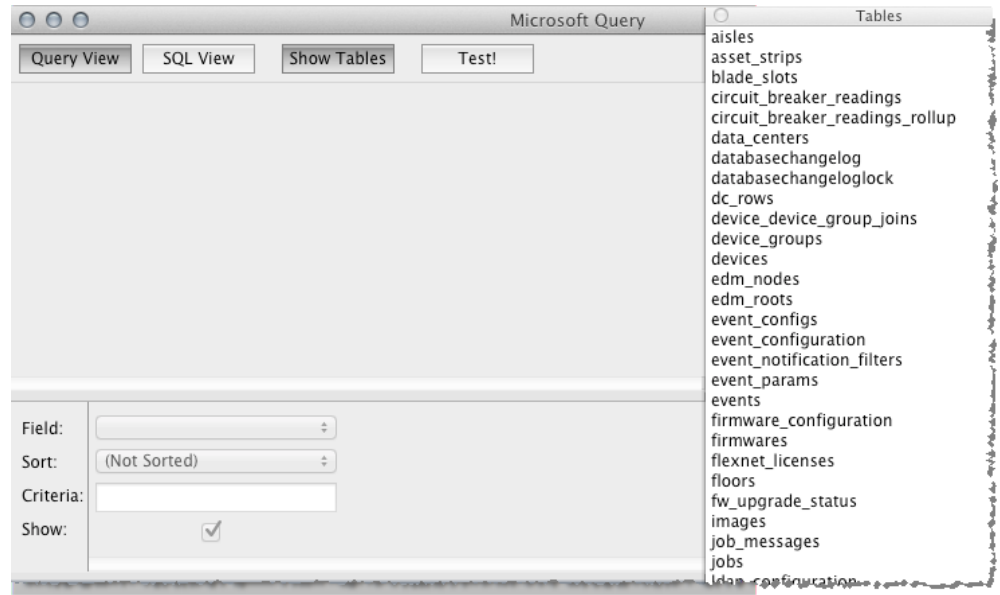 Microsoft Query
Query View
SQL View
Show Tables
Test!
Field:
Sort:
(Not Sorted)
Criteria:
Show:
Tables
aisles
asset_strips
blade_slots
circuit_breaker_readings
circuit_breaker_readings_rollup
data_centers
databasechangelog
databasechangeloglock
dc_rows
device_device_group_joins
device_groups
devices
edm_nodes
edm_roots
event_configs
event_configuration
event_notification_filters
event_params
events
firmware_configuration
firmwares
flexnet_licenses
floors
fw_upgrade_status
images
job_messages
jobs
ldap_configuration